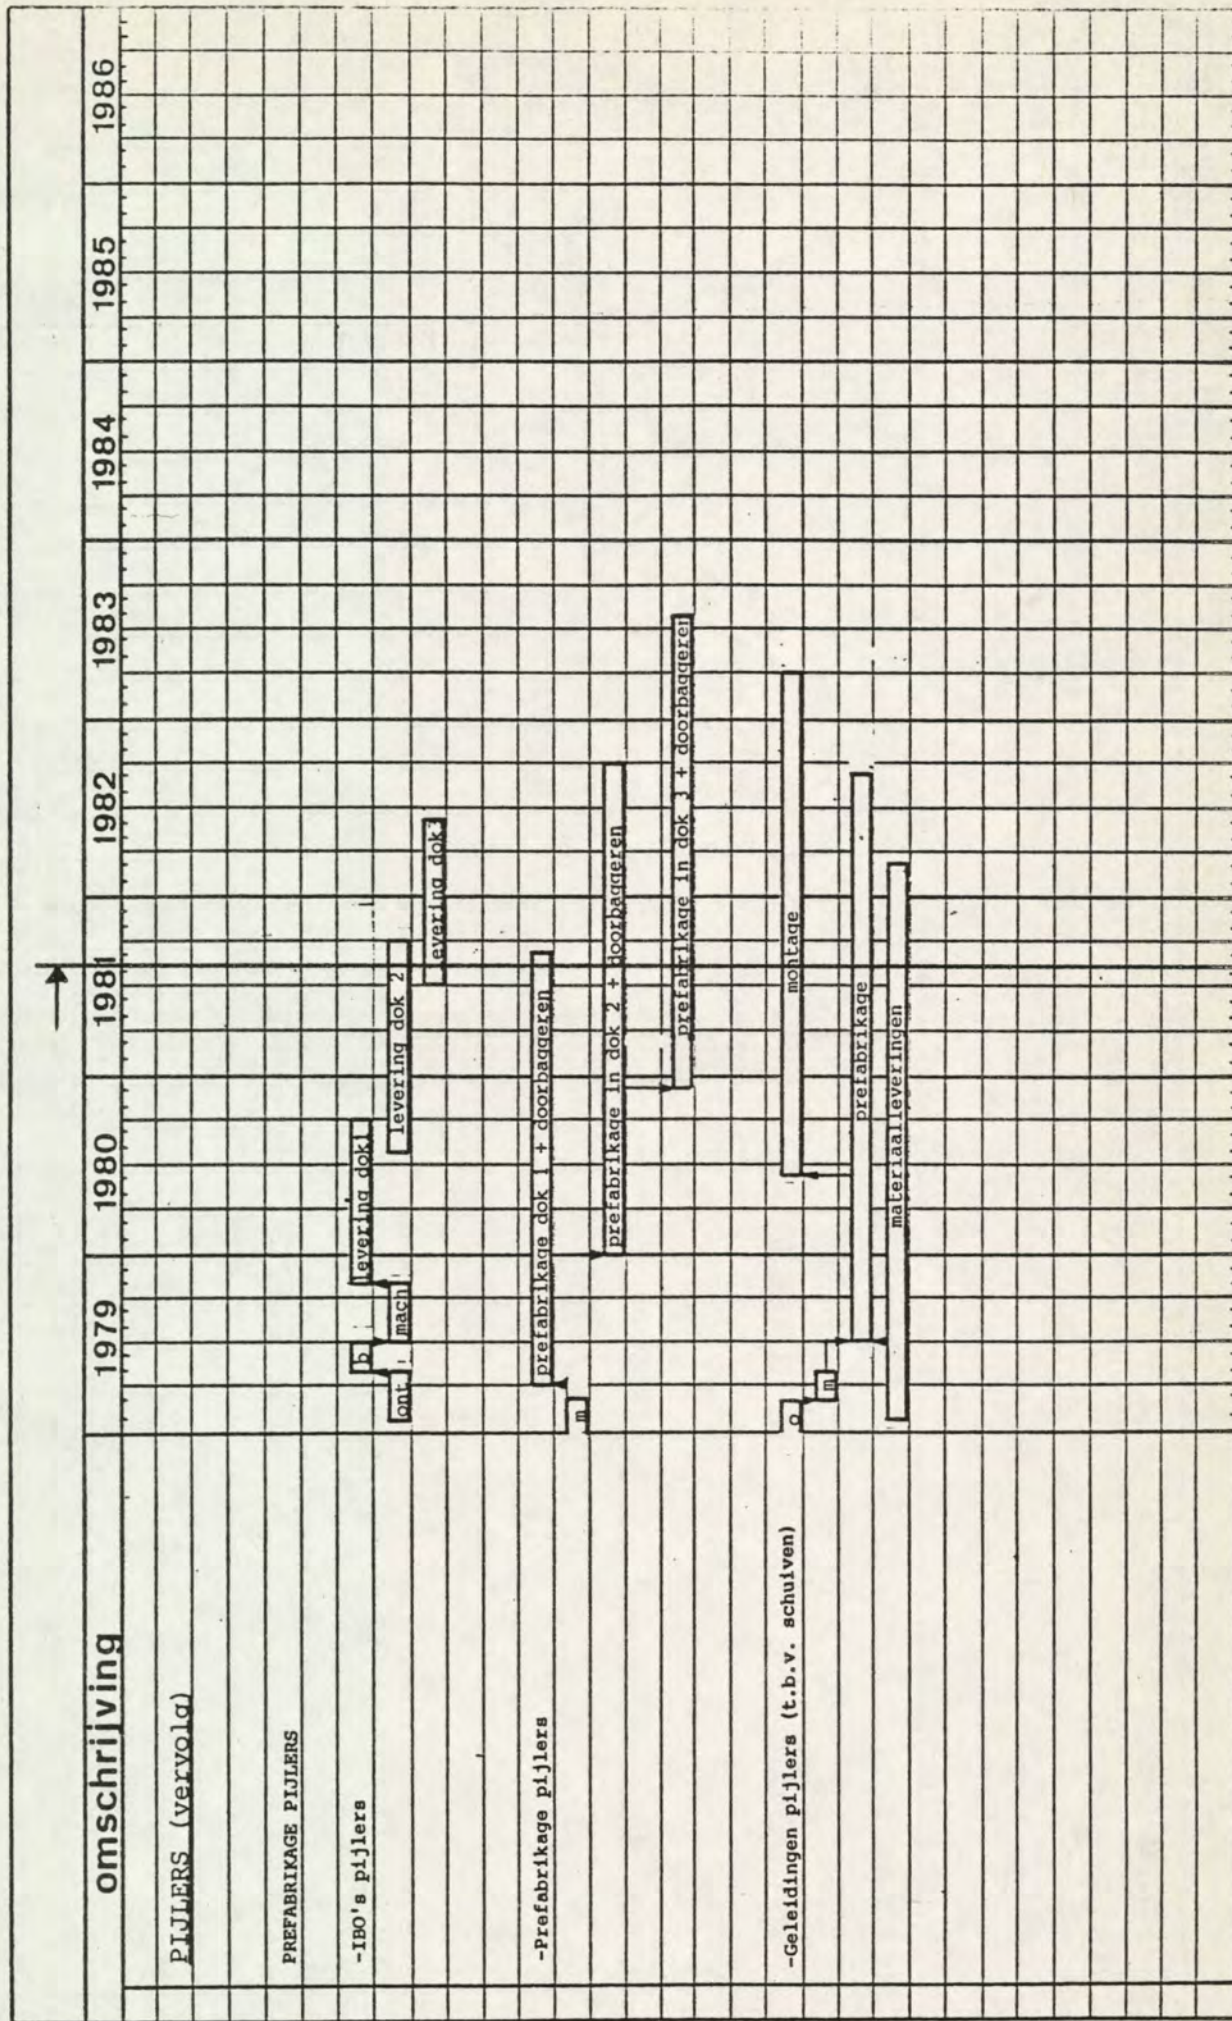 omschrijving 1979 1980 1981 1982 1983 1984 1985 1986
PIJLERS (vervolg)
PREFABRIKAGE PIJLERS
-IBO's pijlers
b levering dok1
ont mach levering dok 2
levering dok3
-Prefabrikage pijlers
prefabrikage dok 1 + doorbaggeren
m
prefabrikage in dok 2 + doorbaggeren
prefabrikage in dok 3 + doorbaggeren
-Geleidingen pijlers (t.b.v. schuiven)
o montage
m
prefabrikage
materiaalleveringen